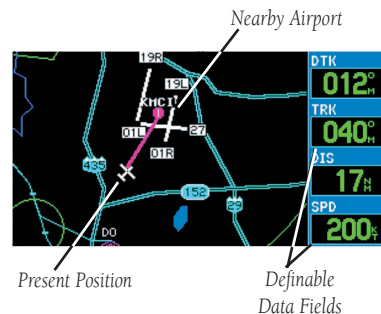 Nearby Airport
19R
19L
KMCI
01L
27
01R
435
152
29
DO
DTK
012°M
TRK
040°M
DIS
17NM
SPD
200KT
Present Position
Definable
Data Fields